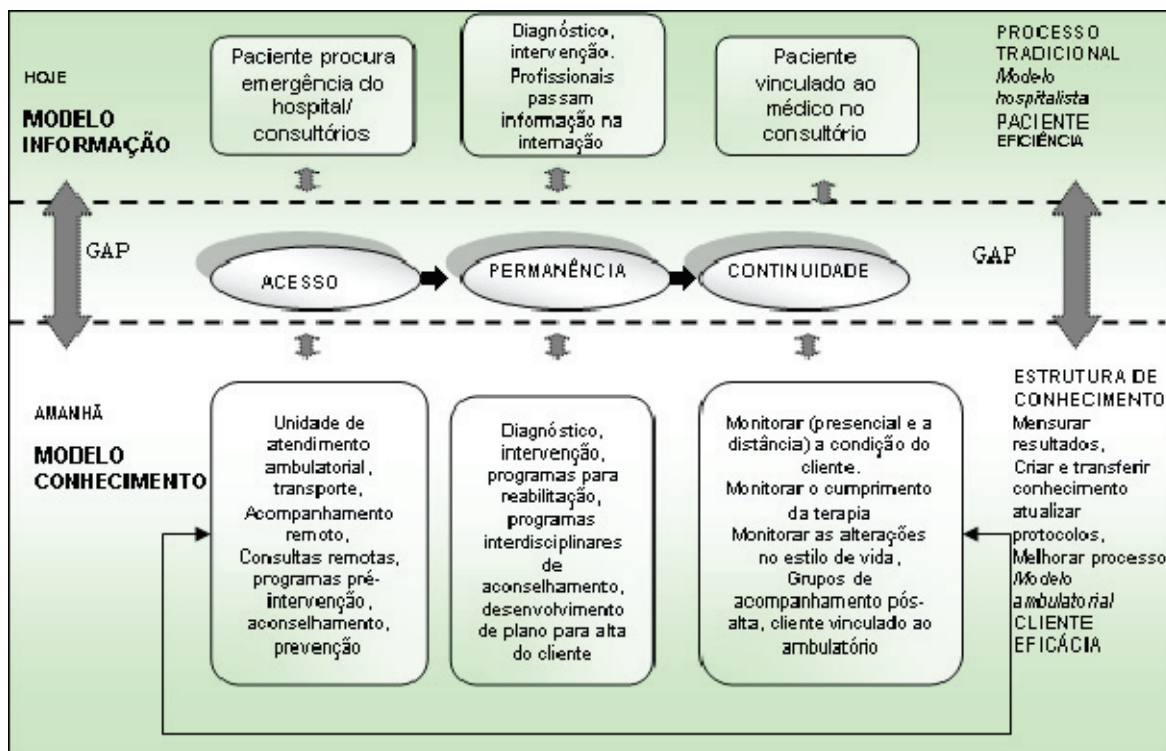 HOJE
MODELO
INFORMAÇÃO
Paciente procura
emergência do
hospital/
consultórios
Diagnóstico,
intervenção.
Profissionais
passam
informação na
internação
Paciente
vinculado ao
médico no
consultório
PROCESSO
TRADICIONAL
Modelo
hospitalista
PACIENTE
EFICIÊNCIA
GAP
ACESSO
PERMANÊNCIA
CONTINUIDADE
GAP
AMANHÃ
MODELO
CONHECIMENTO
Unidade de
atendimento
ambulatorial,
transporte,
Acompanhamento
remoto,
Consultas remotas,
programas pré-
intervenção,
aconselhamento,
prevenção
Diagnóstico,
intervenção,
programas para
reabilitação,
programas
interdisciplinares
de
aconselhamento,
desenvolvimento
de plano para alta
do cliente
Monitorar (presencial e a
distância) a condição do
cliente.
Monitorar o cumprimento
da terapia
Monitorar as alterações
no estilo de vida,
Grupos de
acompanhamento pós-
alta, cliente vinculado ao
ambulatório
ESTRUTURA DE
CONHECIMENTO
Mensurar
resultados,
Criar e transferir
conhecimento
atualizar
protocolos,
Melhorar processo
Modelo
ambulatorial
CLIENTE
EFICÁCIA